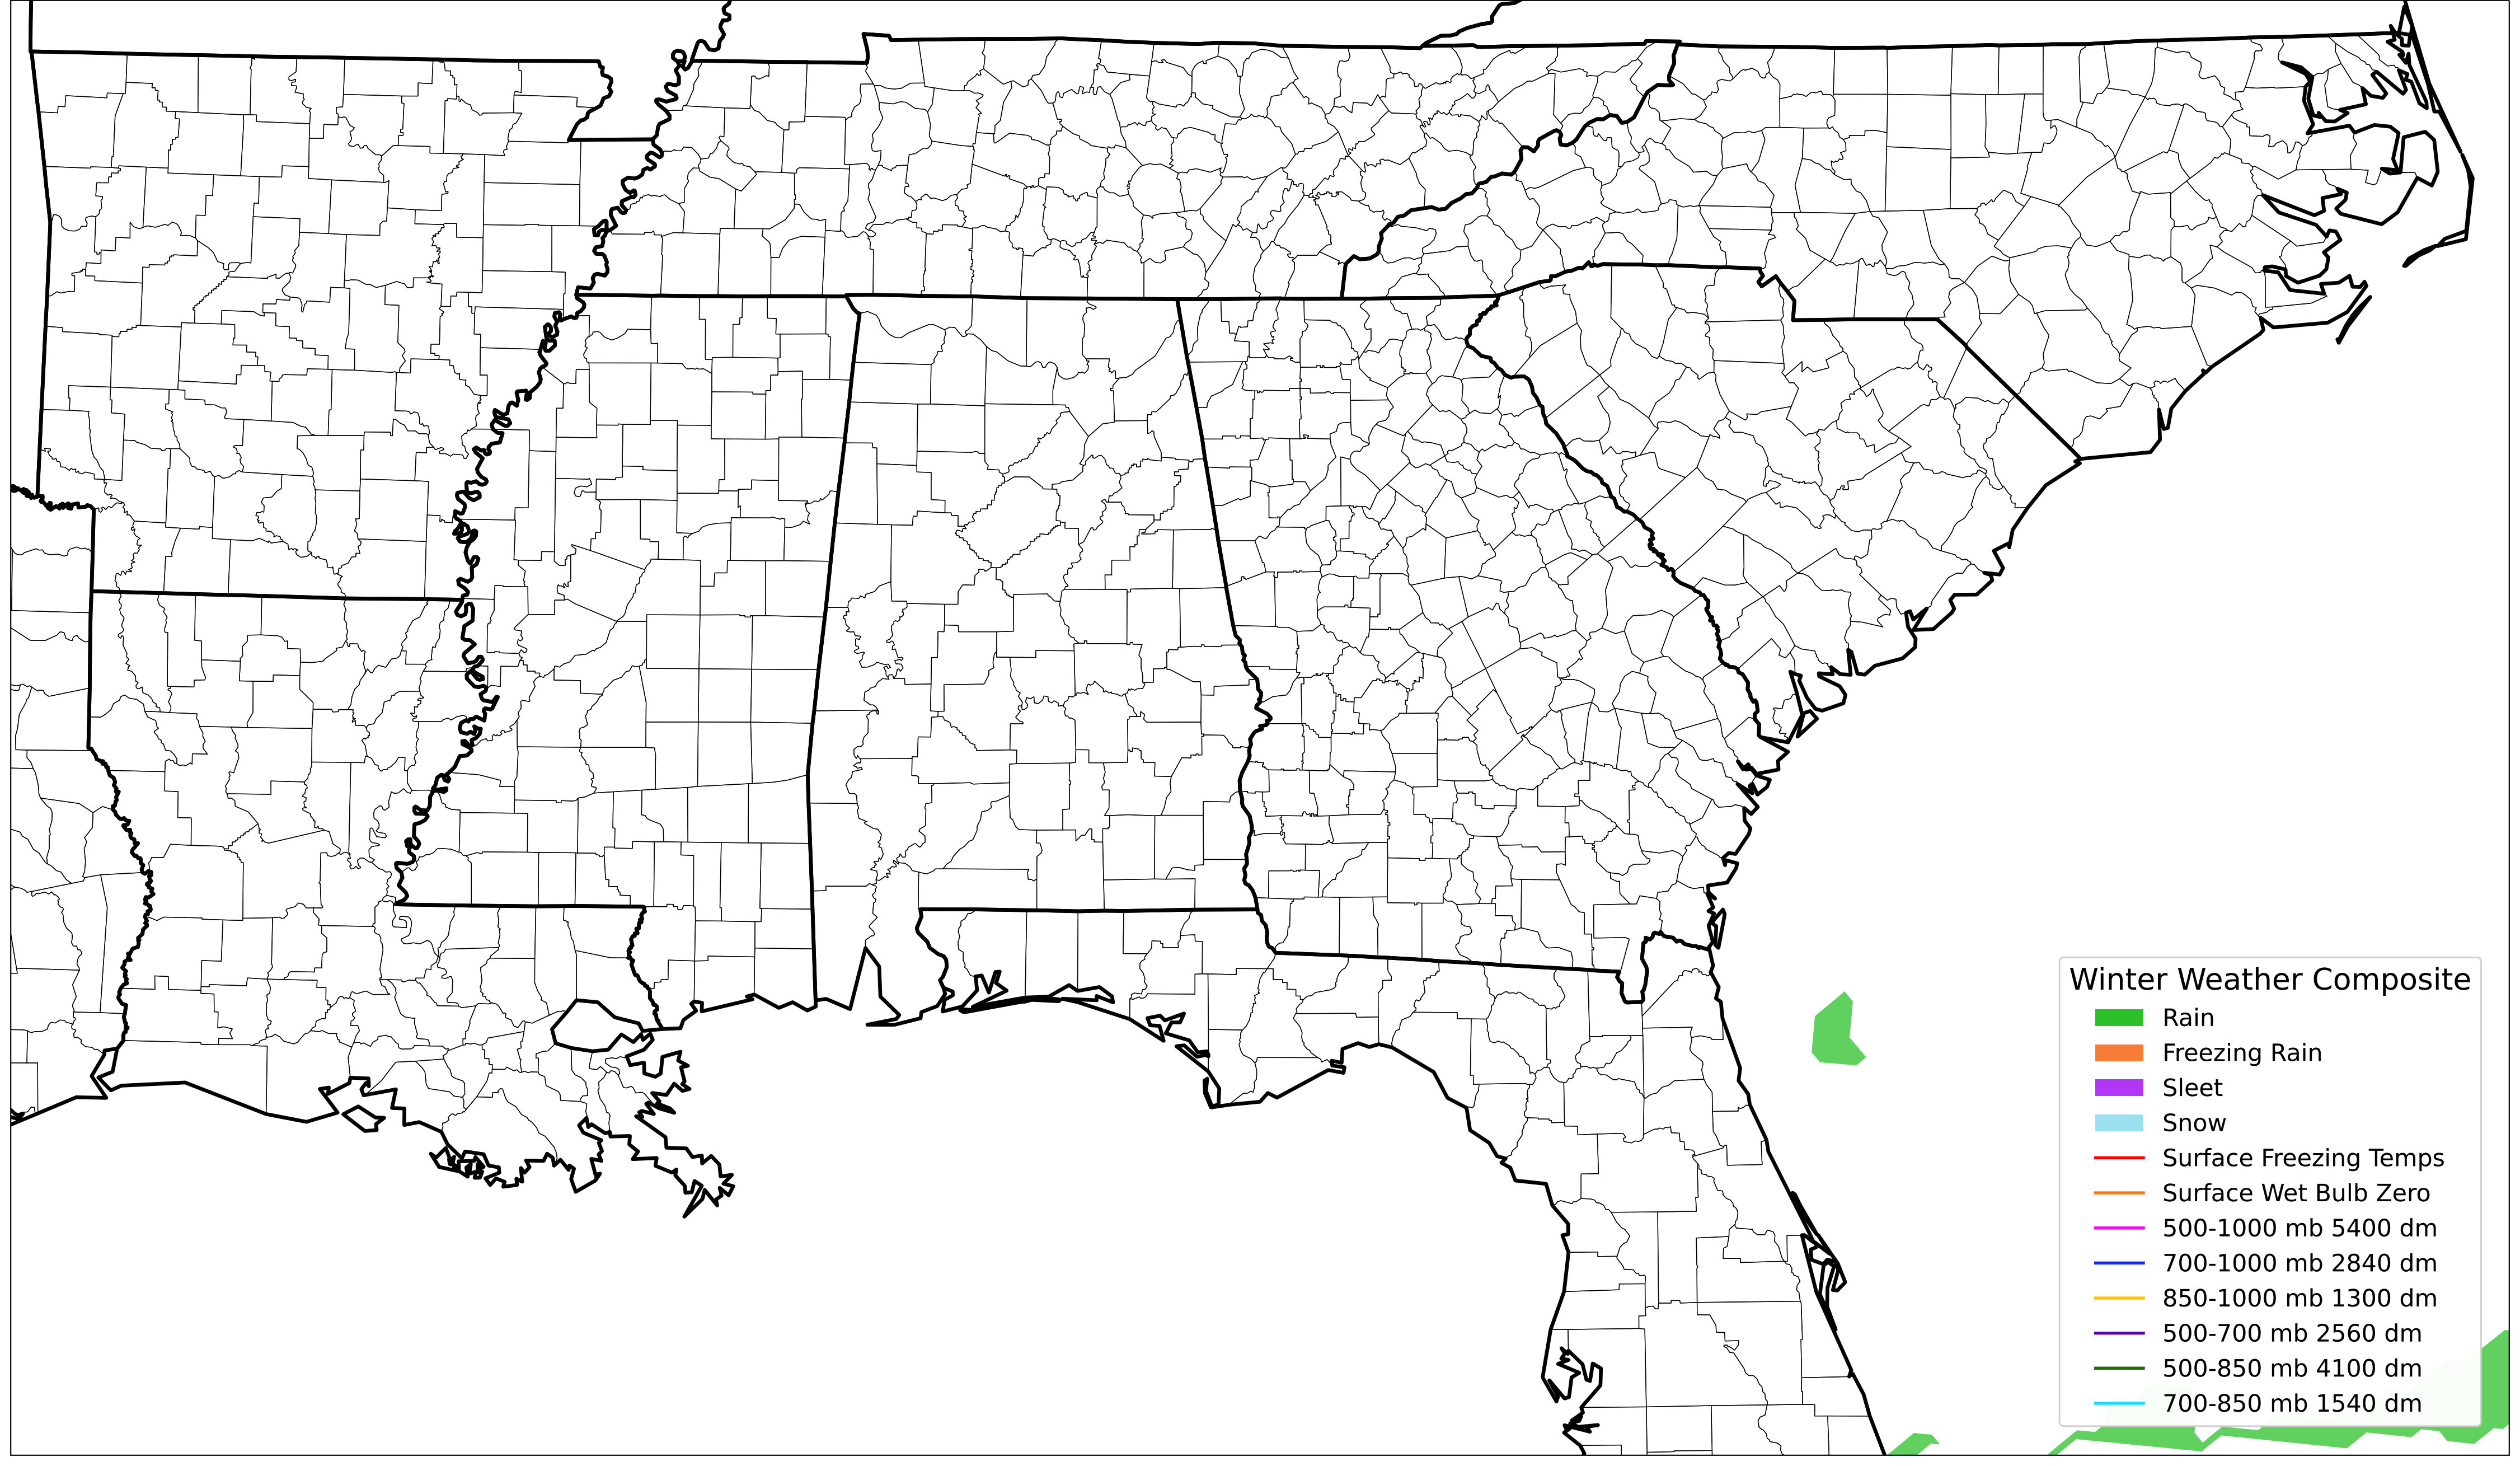 Winter Weather Composite
Rain
Freezing Rain
Sleet
Snow
Surface Freezing Temps
Surface Wet Bulb Zero
500-1000 mb 5400 dm
700-1000 mb 2840 dm
850-1000 mb 1300 dm
500-700 mb 2560 dm
500-850 mb 4100 dm
700-850 mb 1540 dm